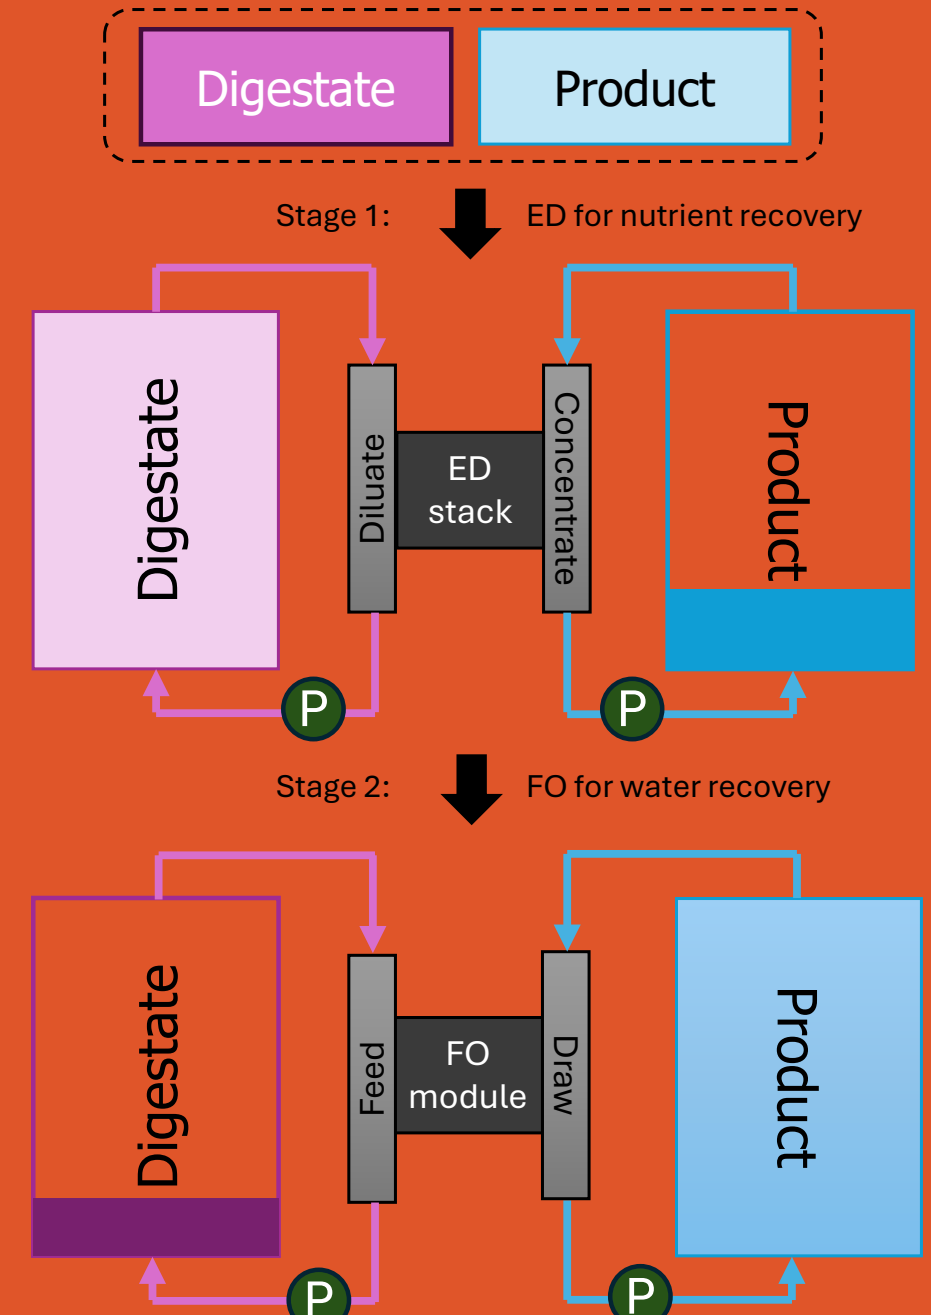 Digestate
Product
Stage 1:
ED for nutrient recovery
Digestate
Diluate
ED
stack
Concentrate
Product
P
P
Stage 2:
FO for water recovery
Digestate
Feed
FO
module
Draw
Product
P
P